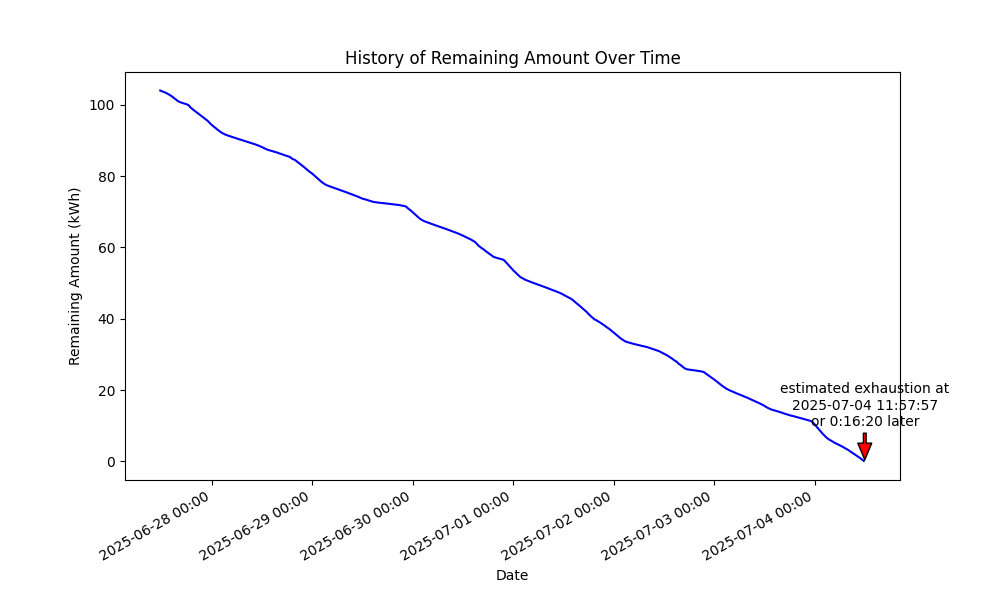 History of Remaining Amount Over Time
Remaining Amount (kWh)
100
80
60
40
20
0
estimated exhaustion at
2025-07-04 11:57:57
or 0:16:20 later
2025-06-28 00:00
2025-06-29 00:00
2025-06-30 00:00
2025-07-01 00:00
2025-07-02 00:00
2025-07-03 00:00
2025-07-04 00:00
Date